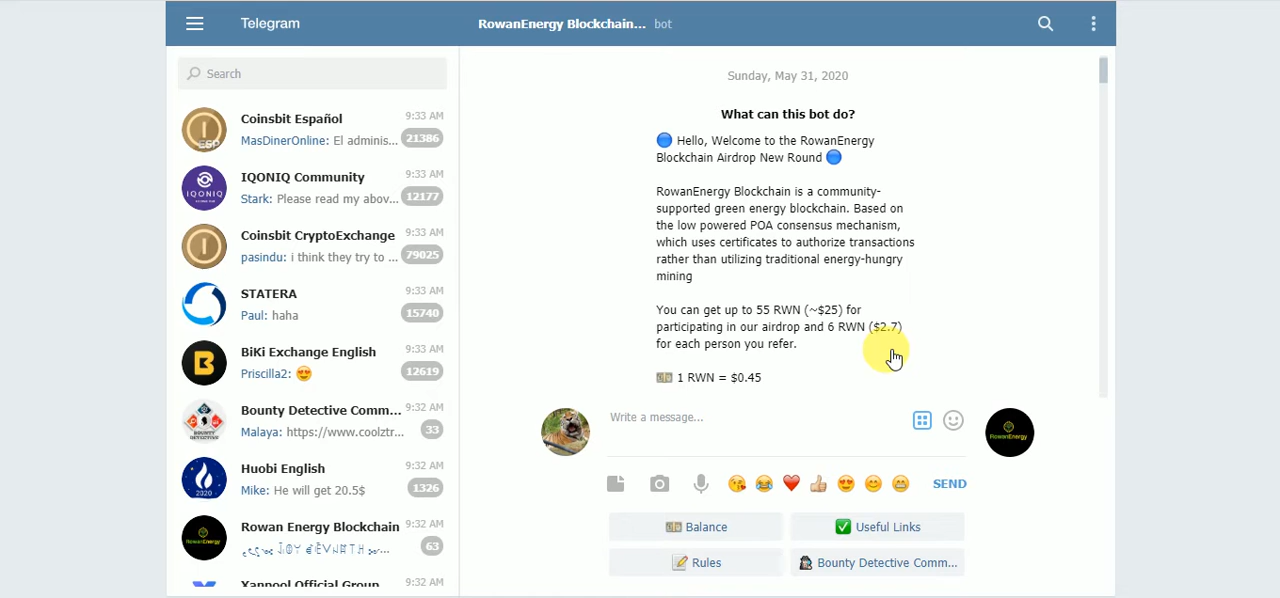 Telegram
RowanEnergy Blockchain... bot
Search
Coinsbit Español 9:33 AM
MasDinerOnline: El adminis... 21386
IQONIQ Community 9:33 AM
Stark: Please read my abov... 12177
Coinsbit CryptoExchange 9:33 AM
pasindu: i think they try to ... 79025
STATERA 9:33 AM
Paul: haha 15740
BiKi Exchange English 9:33 AM
Priscilla2: 😍 12619
Bounty Detective Comm... 9:32 AM
Malaya: https://www.coolztr... 33
Huobi English 9:32 AM
Mike: He will get 20.5$ 1326
Rowan Energy Blockchain 9:32 AM
63
Xanpool Official Group 9:32 AM
Sunday, May 31, 2020
What can this bot do?
🔵 Hello, Welcome to the RowanEnergy
Blockchain Airdrop New Round 🔵
RowanEnergy Blockchain is a community-
supported green energy blockchain. Based on
the low powered POA consensus mechanism,
which uses certificates to authorize transactions
rather than utilizing traditional energy-hungry
mining
You can get up to 55 RWN (~$25) for
participating in our airdrop and 6 RWN ($2.7)
for each person you refer.
💵 1 RWN = $0.45
Write a message...
RowanEnergy
😘 😂 ❤️ 👍 😍 😊 😁 SEND
💵 Balance ✅ Useful Links
📝 Rules 🕵 Bounty Detective Comm...